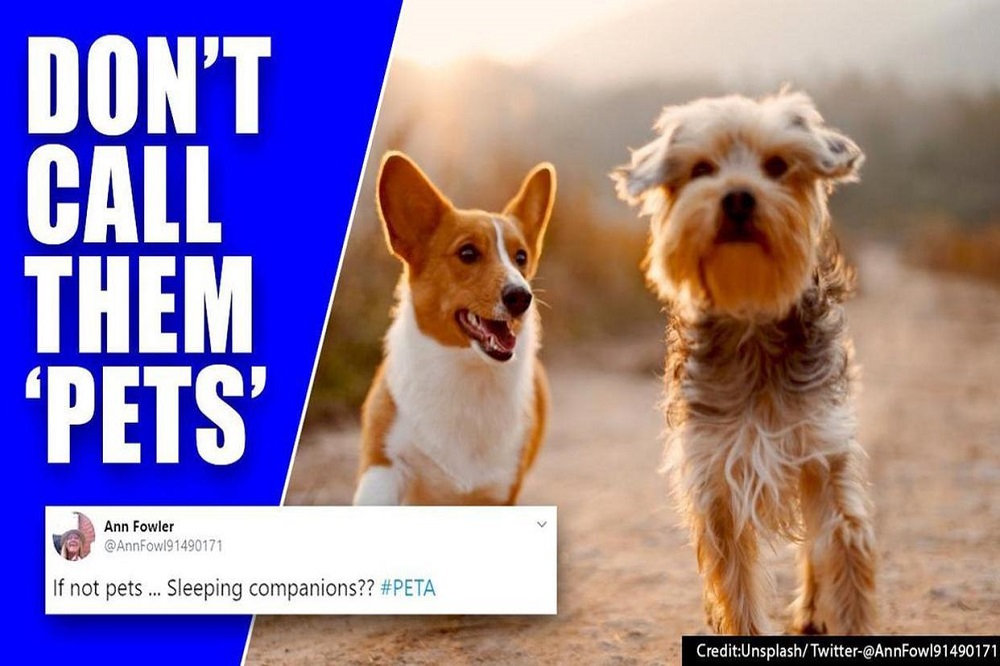 DON’T
CALL
THEM
‘PETS’
Ann Fowler
@AnnFowl91490171
If not pets ... Sleeping companions?? #PETA
Credit:Unsplash/ Twitter-@AnnFowl91490171